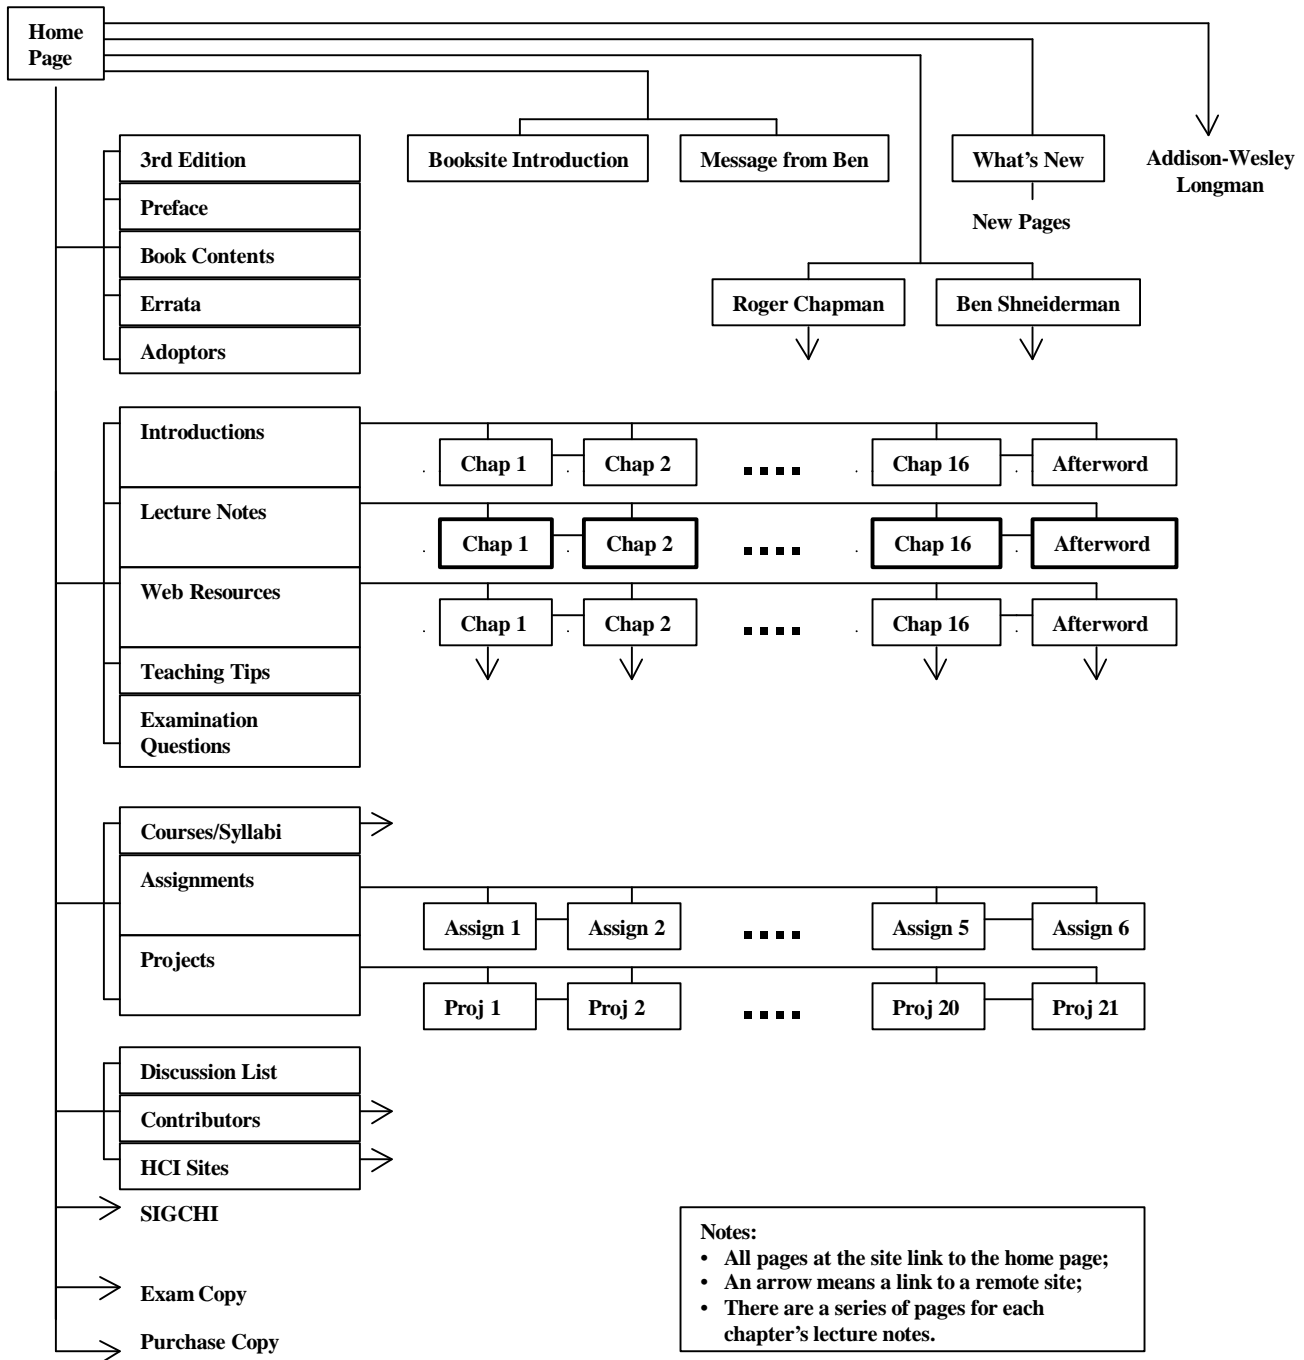 Home
Page
3rd Edition
Booksite Introduction
Message from Ben
What's New
Addison-Wesley
Longman
Preface
New Pages
Book Contents
Errata
Roger Chapman
Ben Shneiderman
Adoptors
Introductions
Chap 1
Chap 2
Chap 16
Afterword
Lecture Notes
Chap 1
Chap 2
Chap 16
Afterword
Web Resources
Chap 1
Chap 2
Chap 16
Afterword
Teaching Tips
Examination
Questions
Courses/Syllabi
Assignments
Assign 1
Assign 2
Assign 5
Assign 6
Projects
Proj 1
Proj 2
Proj 20
Proj 21
Discussion List
Contributors
HCI Sites
SIGCHI
Exam Copy
Purchase Copy
Notes:
• All pages at the site link to the home page;
• An arrow means a link to a remote site;
• There are a series of pages for each
chapter's lecture notes.